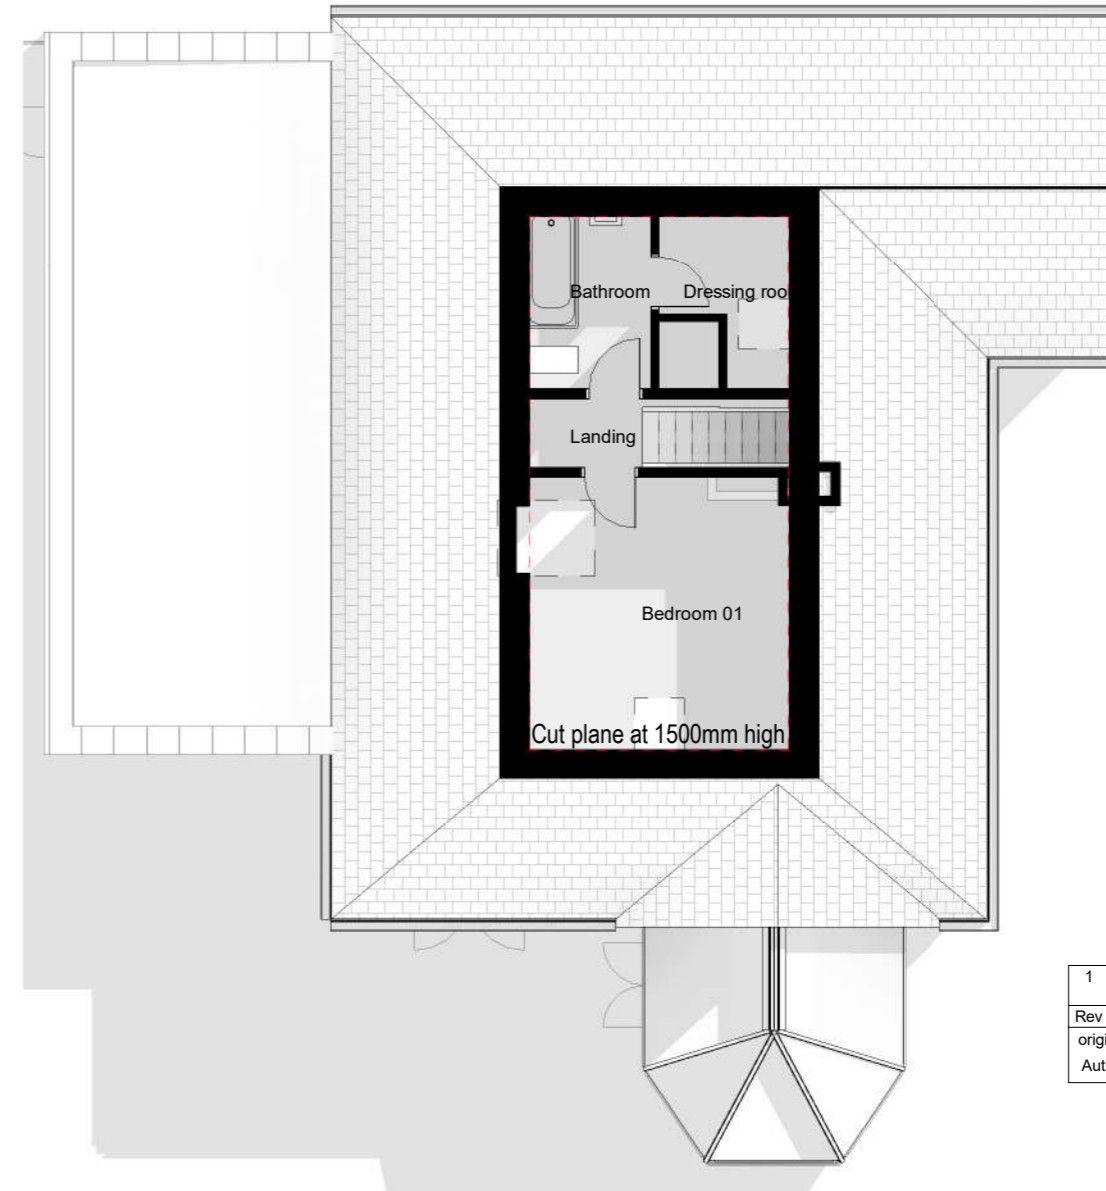 Bathroom
Dressing roo
Landing
Bedroom 01
Cut plane at 1500mm high
1
Rev
origi
Aut